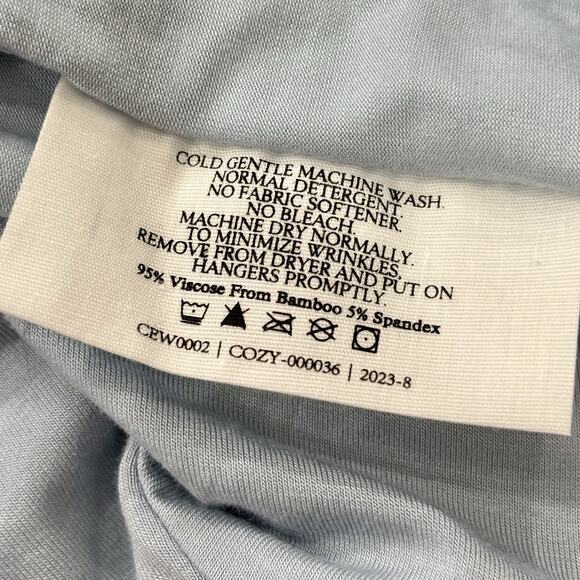 COLD GENTLE MACHINE WASH.
NORMAL DETERGENT.
NO FABRIC SOFTENER.
NO BLEACH.
MACHINE DRY NORMALLY.
TO MINIMIZE WRINKLES,
REMOVE FROM DRYER AND PUT ON
HANGERS PROMPTLY.
95% Viscose From Bamboo 5% Spandex
CEW0002 | COZY-000036 | 2023-8